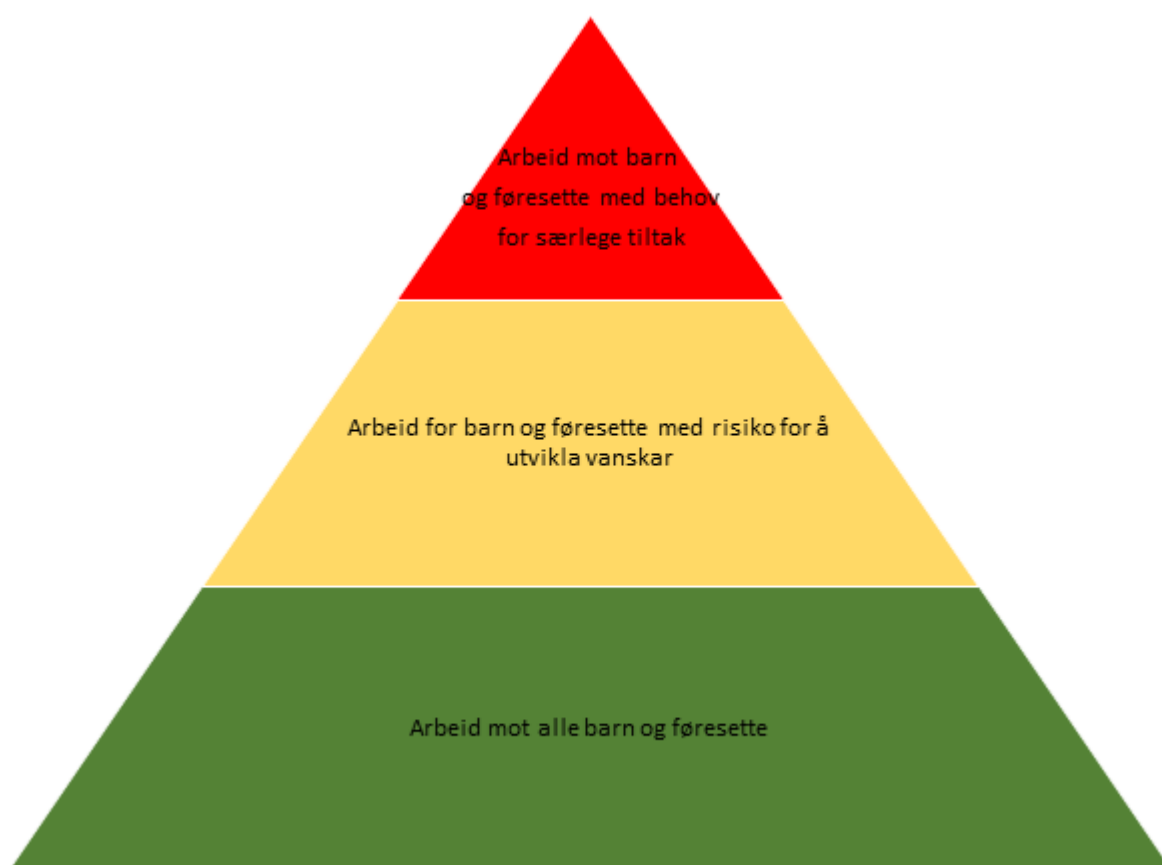 Arbeid mot barn
og føresette med behov
for særlege tiltak
Arbeid for barn og føresette med risiko for å
utvikla vanskar
Arbeid mot alle barn og føresette